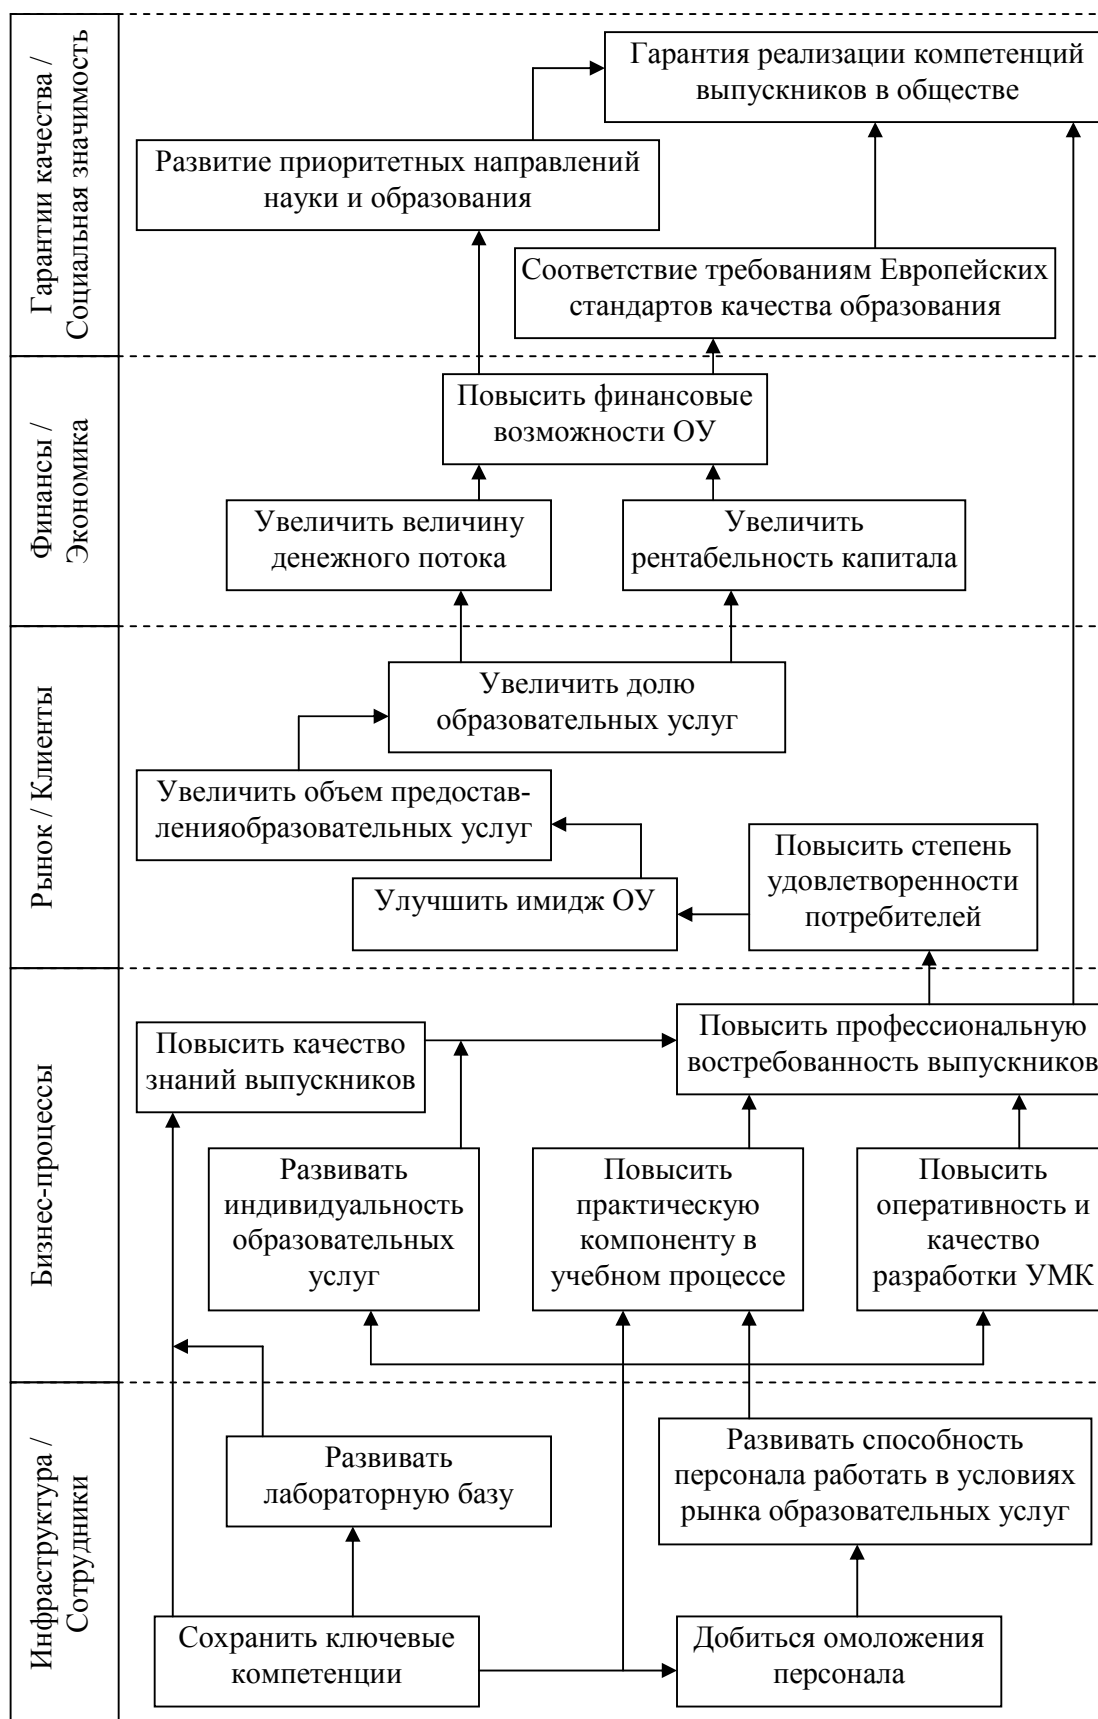 Гарантии качества /
Социальная значимость
Гарантия реализации компетенций
выпускников в обществе
Развитие приоритетных направлений
науки и образования
Соответствие требованиям Европейских
стандартов качества образования
Финансы /
Экономика
Повысить финансовые
возможности ОУ
Увеличить величину
денежного потока
Увеличить
рентабельность капитала
Рынок / Клиенты
Увеличить долю
образовательных услуг
Увеличить объем предостав-
ленияобразовательных услуг
Повысить степень
удовлетворенности
потребителей
Улучшить имидж ОУ
Бизнес-процессы
Повысить качество
знаний выпускников
Повысить профессиональную
востребованность выпускников
Развивать
индивидуальность
образовательных
услуг
Повысить
практическую
компоненту в
учебном процессе
Повысить
оперативность и
качество
разработки УМК
Инфраструктура /
Сотрудники
Развивать
лабораторную базу
Развивать способность
персонала работать в условиях
рынка образовательных услуг
Сохранить ключевые
компетенции
Добиться омоложения
персонала